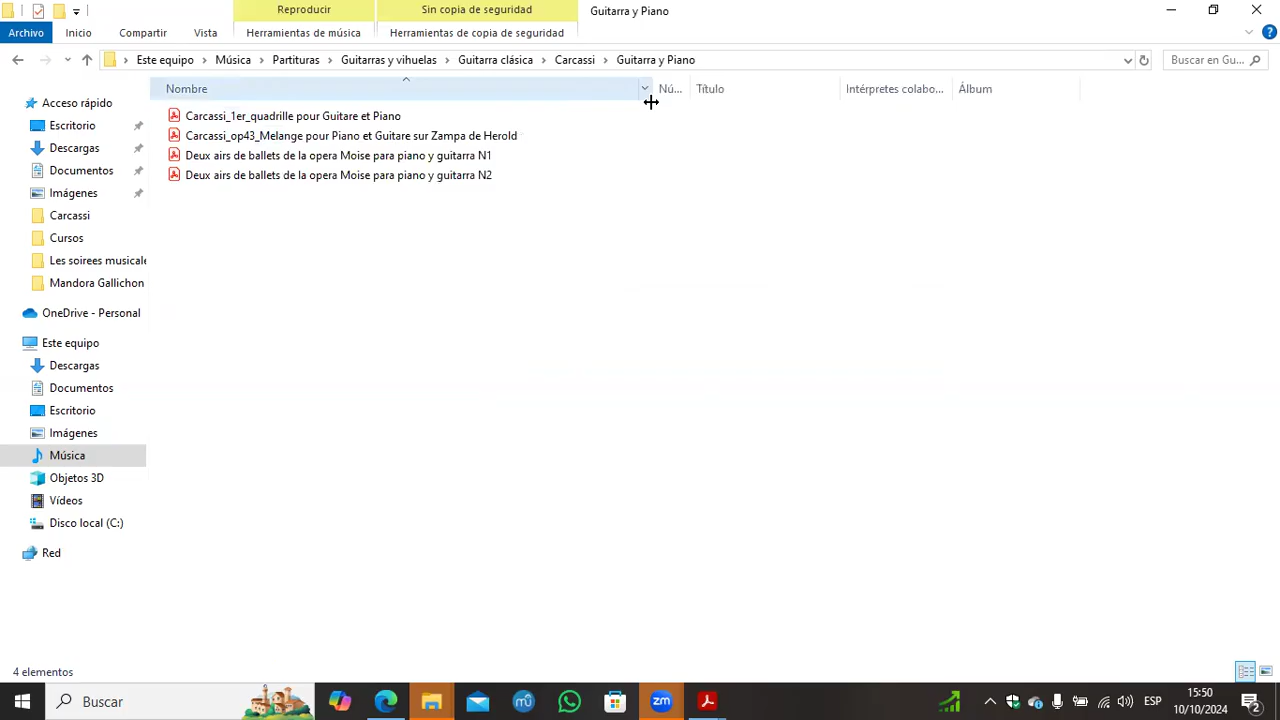 Reproducir
Sin copia de seguridad
Guitarra y Piano
Archivo
Inicio
Compartir
Vista
Herramientas de música
Herramientas de copia de seguridad
Este equipo
Música
Partituras
Guitarras y vihuelas
Guitarra clásica
Carcassi
Guitarra y Piano
Buscar en Gu...
Nombre
Nú...
Título
Intérpretes colabo...
Álbum
Carcassi_1er_quadrille pour Guitare et Piano
Carcassi_op43_Melange pour Piano et Guitare sur Zampa de Herold
Deux airs de ballets de la opera Moise para piano y guitarra N1
Deux airs de ballets de la opera Moise para piano y guitarra N2
Acceso rápido
Escritorio
Descargas
Documentos
Imágenes
Carcassi
Cursos
Les soirees musicale
Mandora Gallichon
OneDrive - Personal
Este equipo
Descargas
Documentos
Escritorio
Imágenes
Música
Objetos 3D
Vídeos
Disco local (C:)
Red
4 elementos
Buscar
mü
zm
ESP
15:50
10/10/2024
2